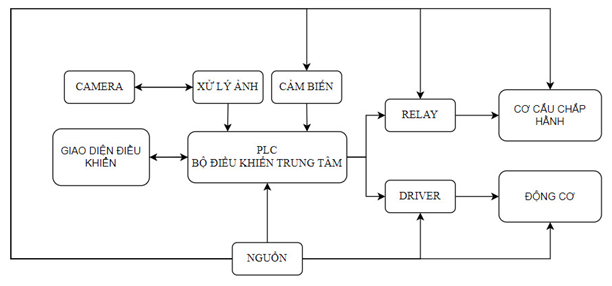 CAMERA
XỬ LÝ ẢNH
CẢM BIẾN
RELAY
CƠ CẤU CHẤP
HÀNH
GIAO DIỆN ĐIỀU
KHIỂN
PLC
BỘ ĐIỀU KHIỂN TRUNG TÂM
DRIVER
ĐỘNG CƠ
NGUỒN